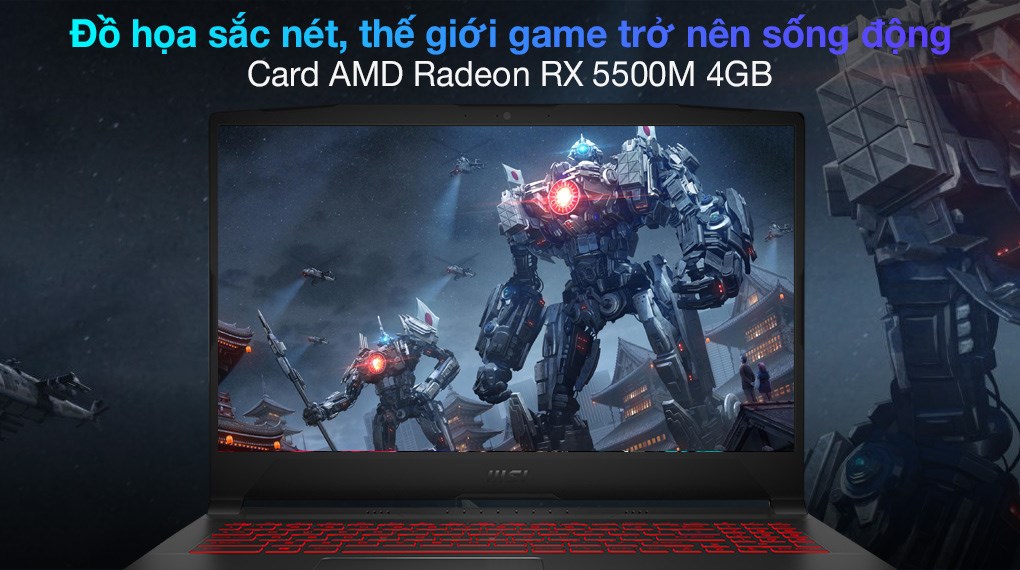 Đồ họa sắc nét, thế giới game trở nên sống động
Card AMD Radeon RX 5500M 4GB
msi